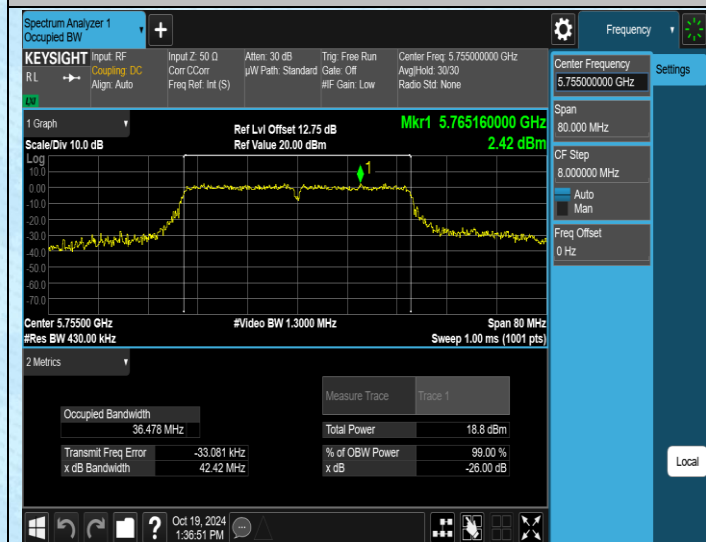 Spectrum Analyzer 1
Occupied BW
+
Frequency
KEYSIGHT
Input: RF
Coupling: DC
Align: Auto
RL
LXI
Input Z: 50 Ω
Corr CCorr
Freq Ref: Int (S)
Atten: 30 dB
µW Path: Standard
Trig: Free Run
Gate: Off
#IF Gain: Low
Center Freq: 5.755000000 GHz
Avg|Hold: 30/30
Radio Std: None
Center Frequency
5.755000000 GHz
Settings
Span
80.000 MHz
CF Step
8.000000 MHz
Auto
Man
Freq Offset
0 Hz
1 Graph
Scale/Div 10.0 dB
Ref Lvl Offset 12.75 dB
Ref Value 20.00 dBm
Mkr1 5.765160000 GHz
2.42 dBm
Log
10.0
0.00
-10.0
-20.0
-30.0
-40.0
-50.0
-60.0
-70.0
1
Center 5.75500 GHz
#Res BW 430.00 kHz
#Video BW 1.3000 MHz
Span 80 MHz
Sweep 1.00 ms (1001 pts)
2 Metrics
Measure Trace
Trace 1
Occupied Bandwidth
36.478 MHz
Total Power
18.8 dBm
Transmit Freq Error
-33.081 kHz
% of OBW Power
99.00 %
x dB Bandwidth
42.42 MHz
x dB
-26.00 dB
Local
?
Oct 19, 2024
1:36:51 PM